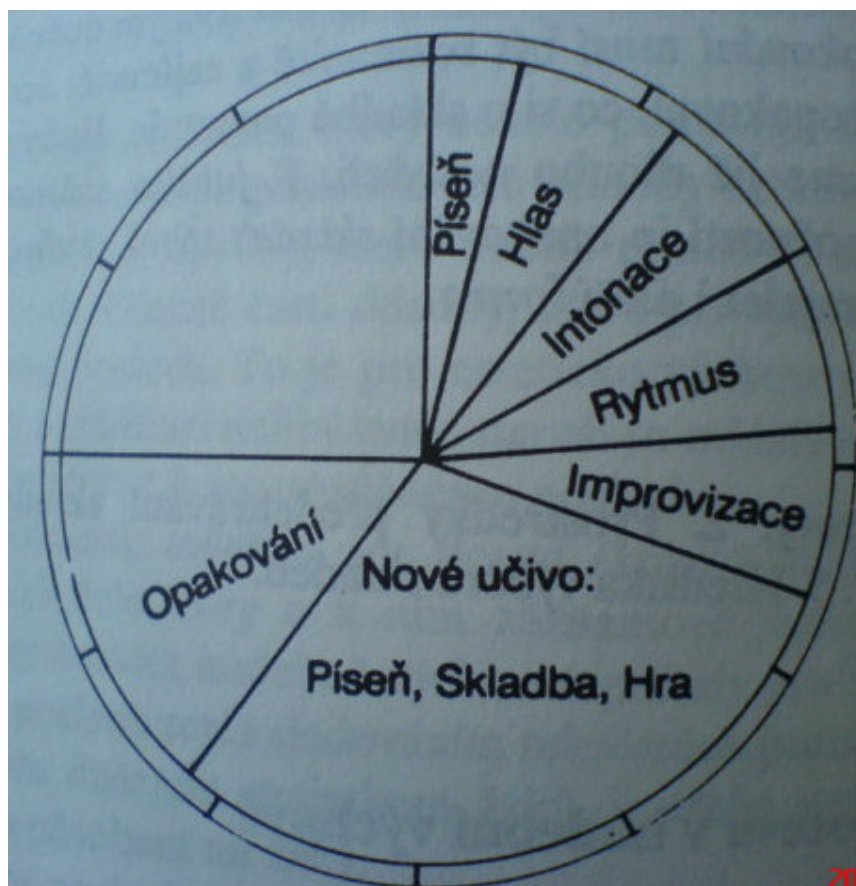 Píseň
Hlas
Intonace
Rytmus
Improvizace
Nové učivo:
Píseň, Skladba, Hra
Opakování